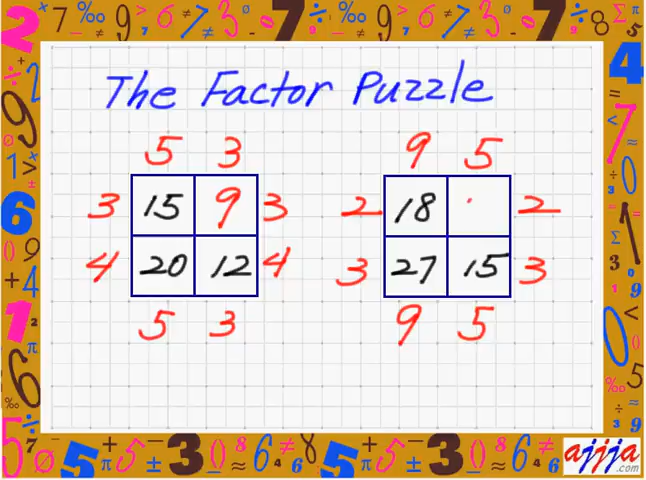 The Factor Puzzle
5 3 9 5
3 15 9 3 2 18 2
4 20 12 4 3 27 15 3
5 3 9 5
ajjja
.com